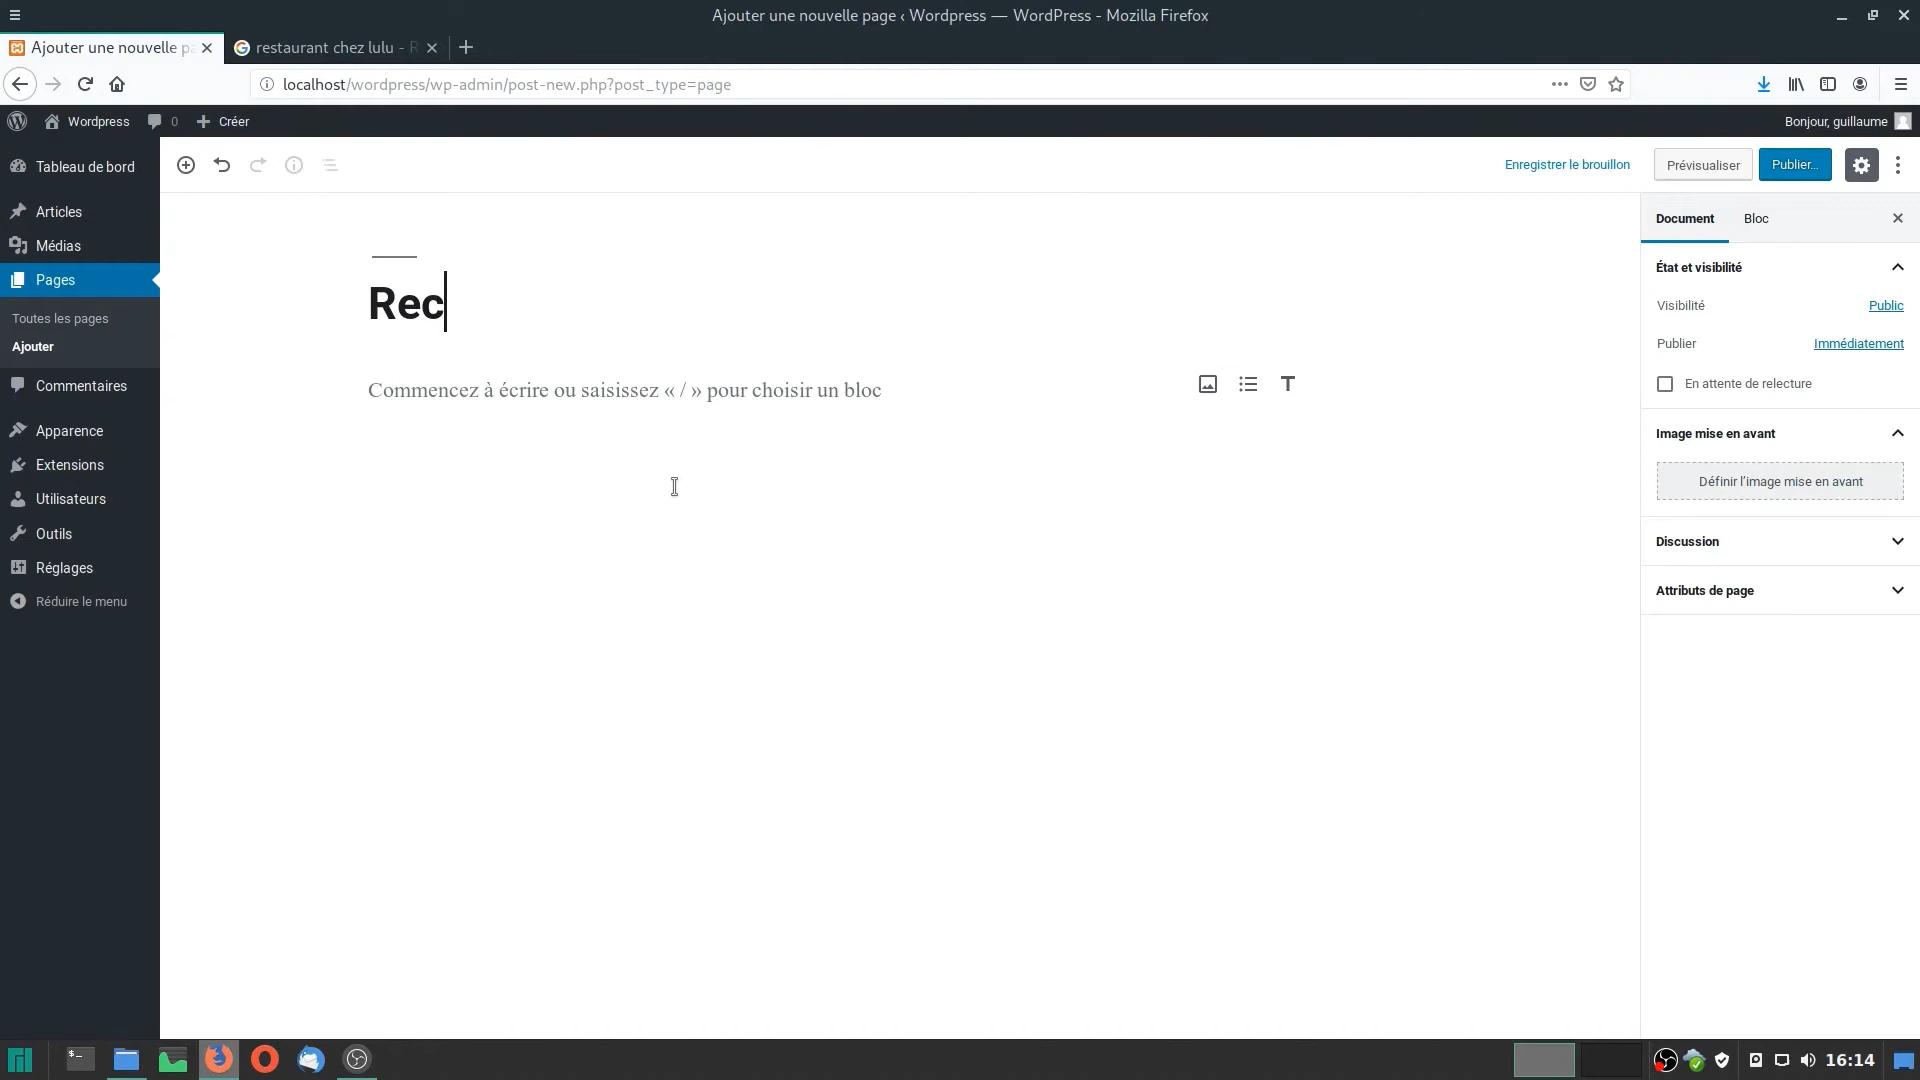 Ajouter une nouvelle page ‹ Wordpress — WordPress - Mozilla Firefox
Ajouter une nouvelle pa
restaurant chez lulu - R
localhost/wordpress/wp-admin/post-new.php?post_type=page
Wordpress
0
Créer
Bonjour, guillaume
Tableau de bord
Articles
Médias
Pages
Toutes les pages
Ajouter
Commentaires
Apparence
Extensions
Utilisateurs
Outils
Réglages
Réduire le menu
Enregistrer le brouillon
Prévisualiser
Publier...
Rec
Commencez à écrire ou saisissez « / » pour choisir un bloc
Document
Bloc
État et visibilité
Visibilité
Public
Publier
Immédiatement
En attente de relecture
Image mise en avant
Définir l’image mise en avant
Discussion
Attributs de page
16:14